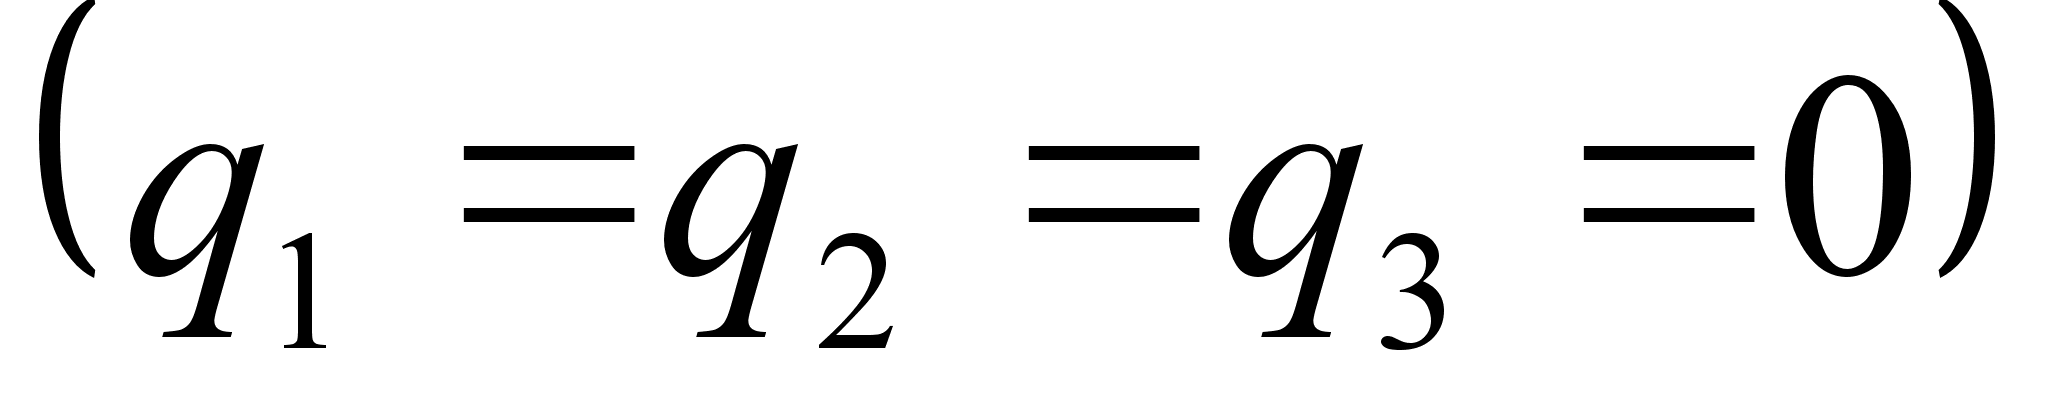 (q₁ = q₂ = q₃ = 0)